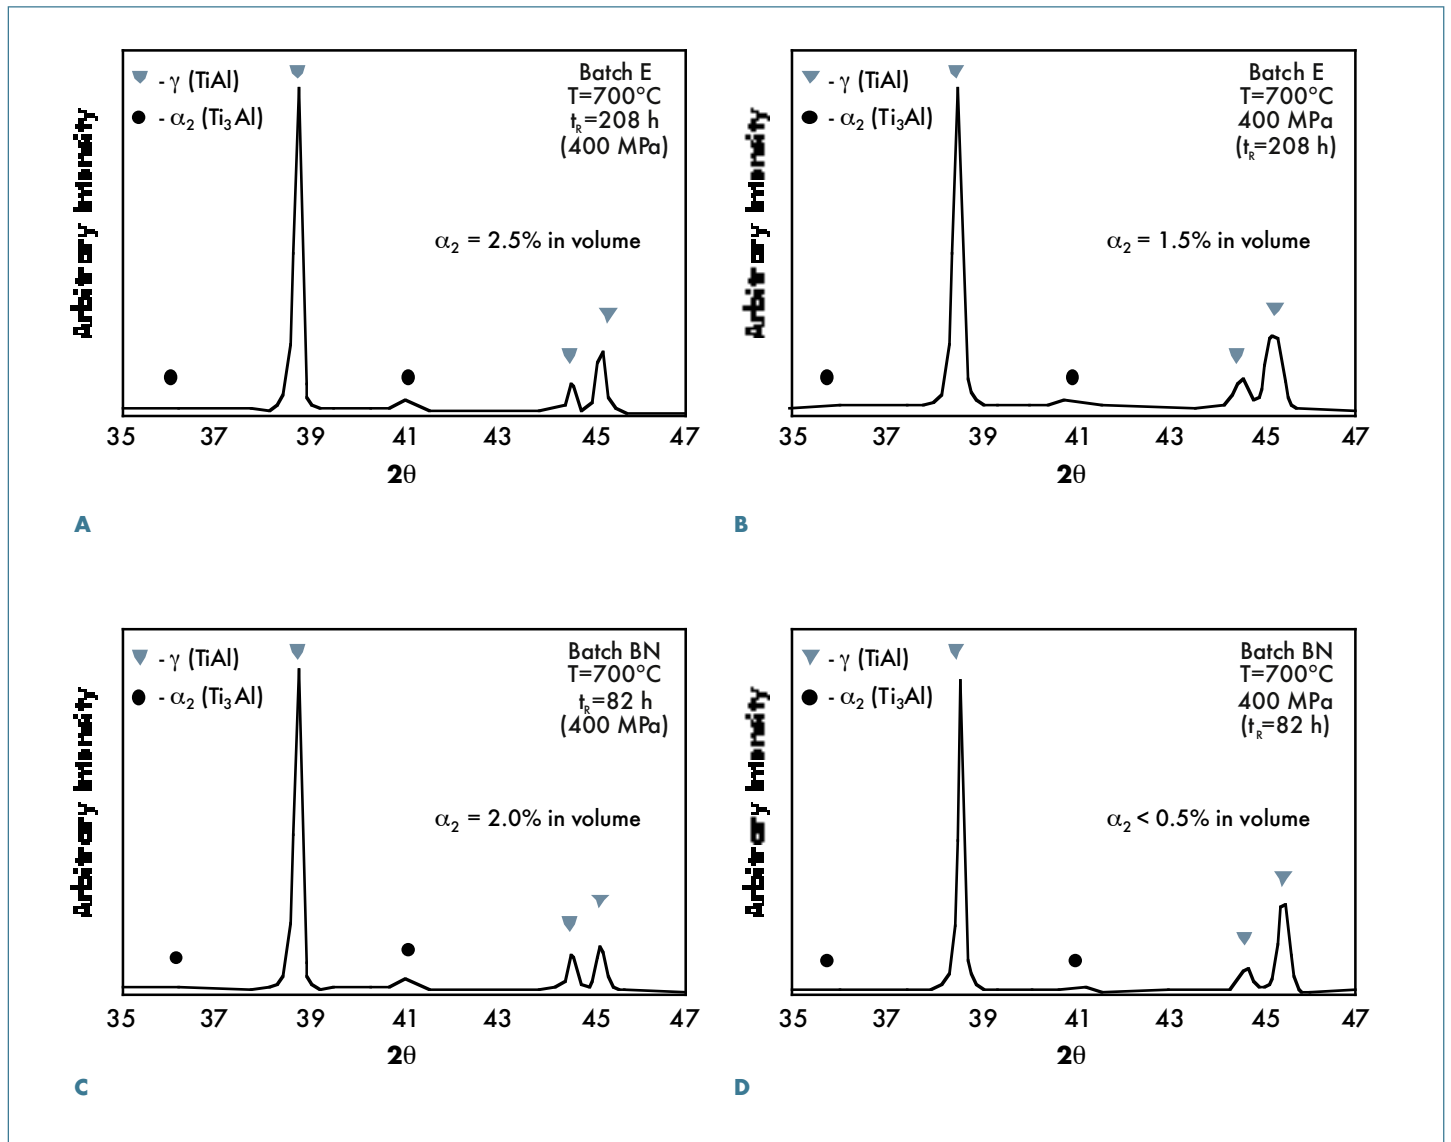 - γ (TiAl)
- α₂ (Ti₃Al)
Batch E
T=700°C
tR=208 h
(400 MPa)
α₂ = 2.5% in volume
Arbitrary Intensity
35 37 39 41 43 45 47
2θ
A
- γ (TiAl)
- α₂ (Ti₃Al)
Batch E
T=700°C
400 MPa
(tR=208 h)
α₂ = 1.5% in volume
Arbitrary Intensity
35 37 39 41 43 45 47
2θ
B
- γ (TiAl)
- α₂ (Ti₃Al)
Batch BN
T=700°C
tR=82 h
(400 MPa)
α₂ = 2.0% in volume
Arbitrary Intensity
35 37 39 41 43 45 47
2θ
C
- γ (TiAl)
- α₂ (Ti₃Al)
Batch BN
T=700°C
400 MPa
(tR=82 h)
α₂ < 0.5% in volume
Arbitrary Intensity
35 37 39 41 43 45 47
2θ
D